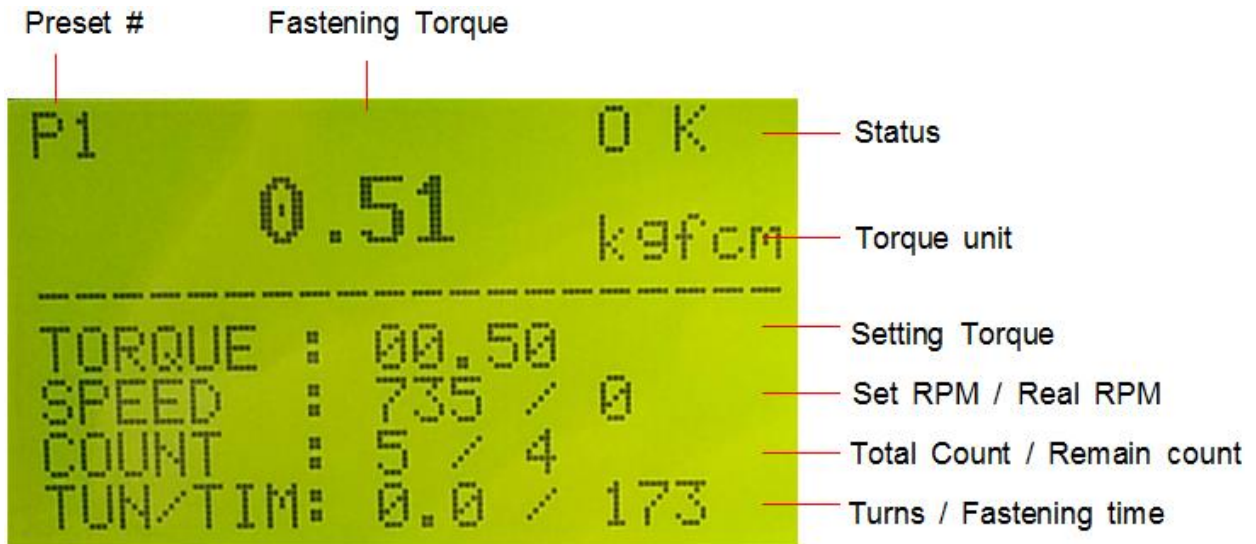 Preset # Fastening Torque
P1 OK Status
0.51
kgfcm Torque unit
TORQUE : 00.50 Setting Torque
SPEED : 735 / 0 Set RPM / Real RPM
COUNT : 5 / 4 Total Count / Remain count
TUN/TIM: 0.0 / 173 Turns / Fastening time